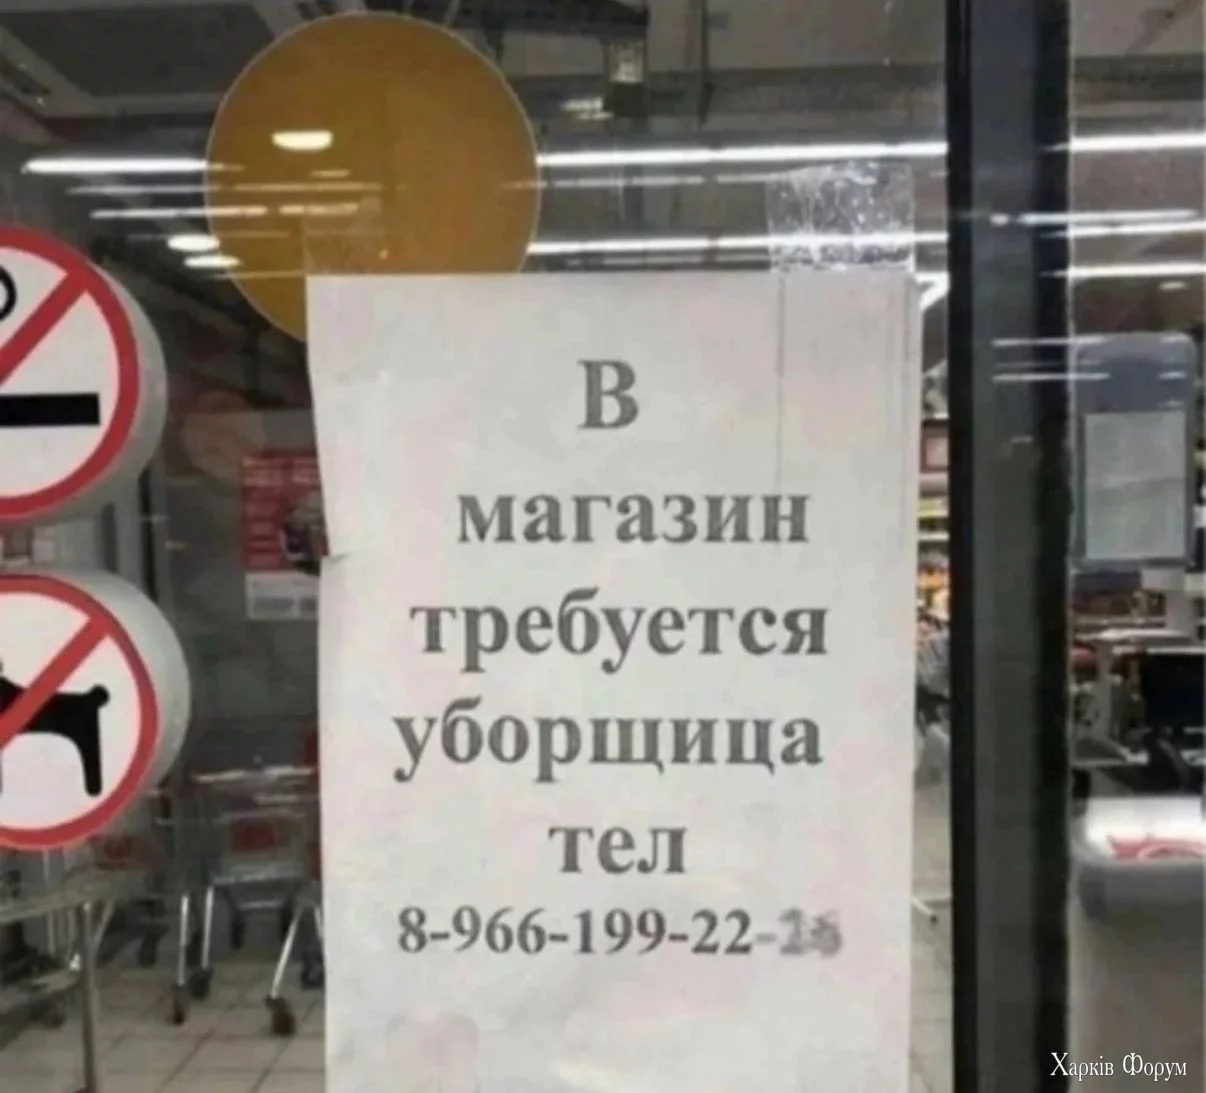 В
магазин
требуется
уборщица
тел
8-966-199-22-
Харків Форум